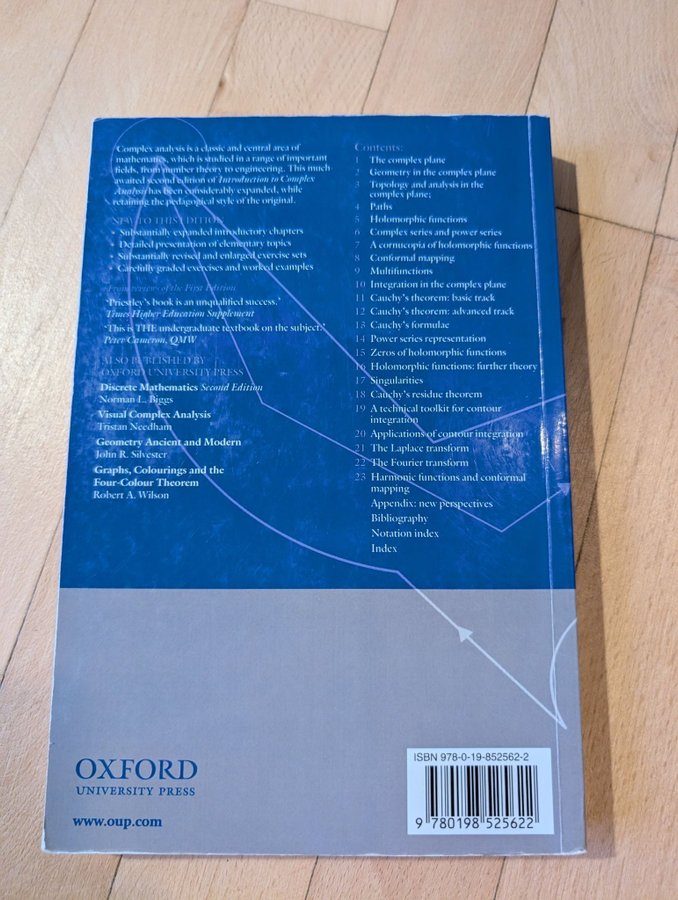 Complex analysis is a classic and central area of
mathematics, which is studied in a range of important
fields, from number theory to engineering. This much
awaited second edition of Introduction to Complex
Analysis has been considerably expanded, while
retaining the pedagogical style of the original.
NEW TO THIS EDITION
• Substantially expanded introductory chapters
• Detailed presentation of elementary topics
• Substantially revised and enlarged exercise sets
• Carefully graded exercises and worked examples
From reviews of the First Edition
'Priestley's book is an unqualified success.'
Times Higher Education Supplement
'This is THE undergraduate textbook on the subject.'
Peter Cameron, QMW
ALSO PUBLISHED BY
OXFORD UNIVERSITY PRESS
Discrete Mathematics Second Edition
Norman L. Biggs
Visual Complex Analysis
Tristan Needham
Geometry Ancient and Modern
John R. Silvester
Graphs, Colourings and the
Four-Colour Theorem
Robert A. Wilson
Contents:
1 The complex plane
2 Geometry in the complex plane
3 Topology and analysis in the
complex plane;
4 Paths
5 Holomorphic functions
6 Complex series and power series
7 A cornucopia of holomorphic functions
8 Conformal mapping
9 Multifunctions
10 Integration in the complex plane
11 Cauchy's theorem: basic track
12 Cauchy's theorem: advanced track
13 Cauchy's formulae
14 Power series representation
15 Zeros of holomorphic functions
16 Holomorphic functions: further theory
17 Singularities
18 Cauchy's residue theorem
19 A technical toolkit for contour
integration
20 Applications of contour integration
21 The Laplace transform
22 The Fourier transform
23 Harmonic functions and conformal
mapping
Appendix: new perspectives
Bibliography
Notation index
Index
OXFORD
UNIVERSITY PRESS
www.oup.com
ISBN 978-0-19-852562-2
9 780198 525622